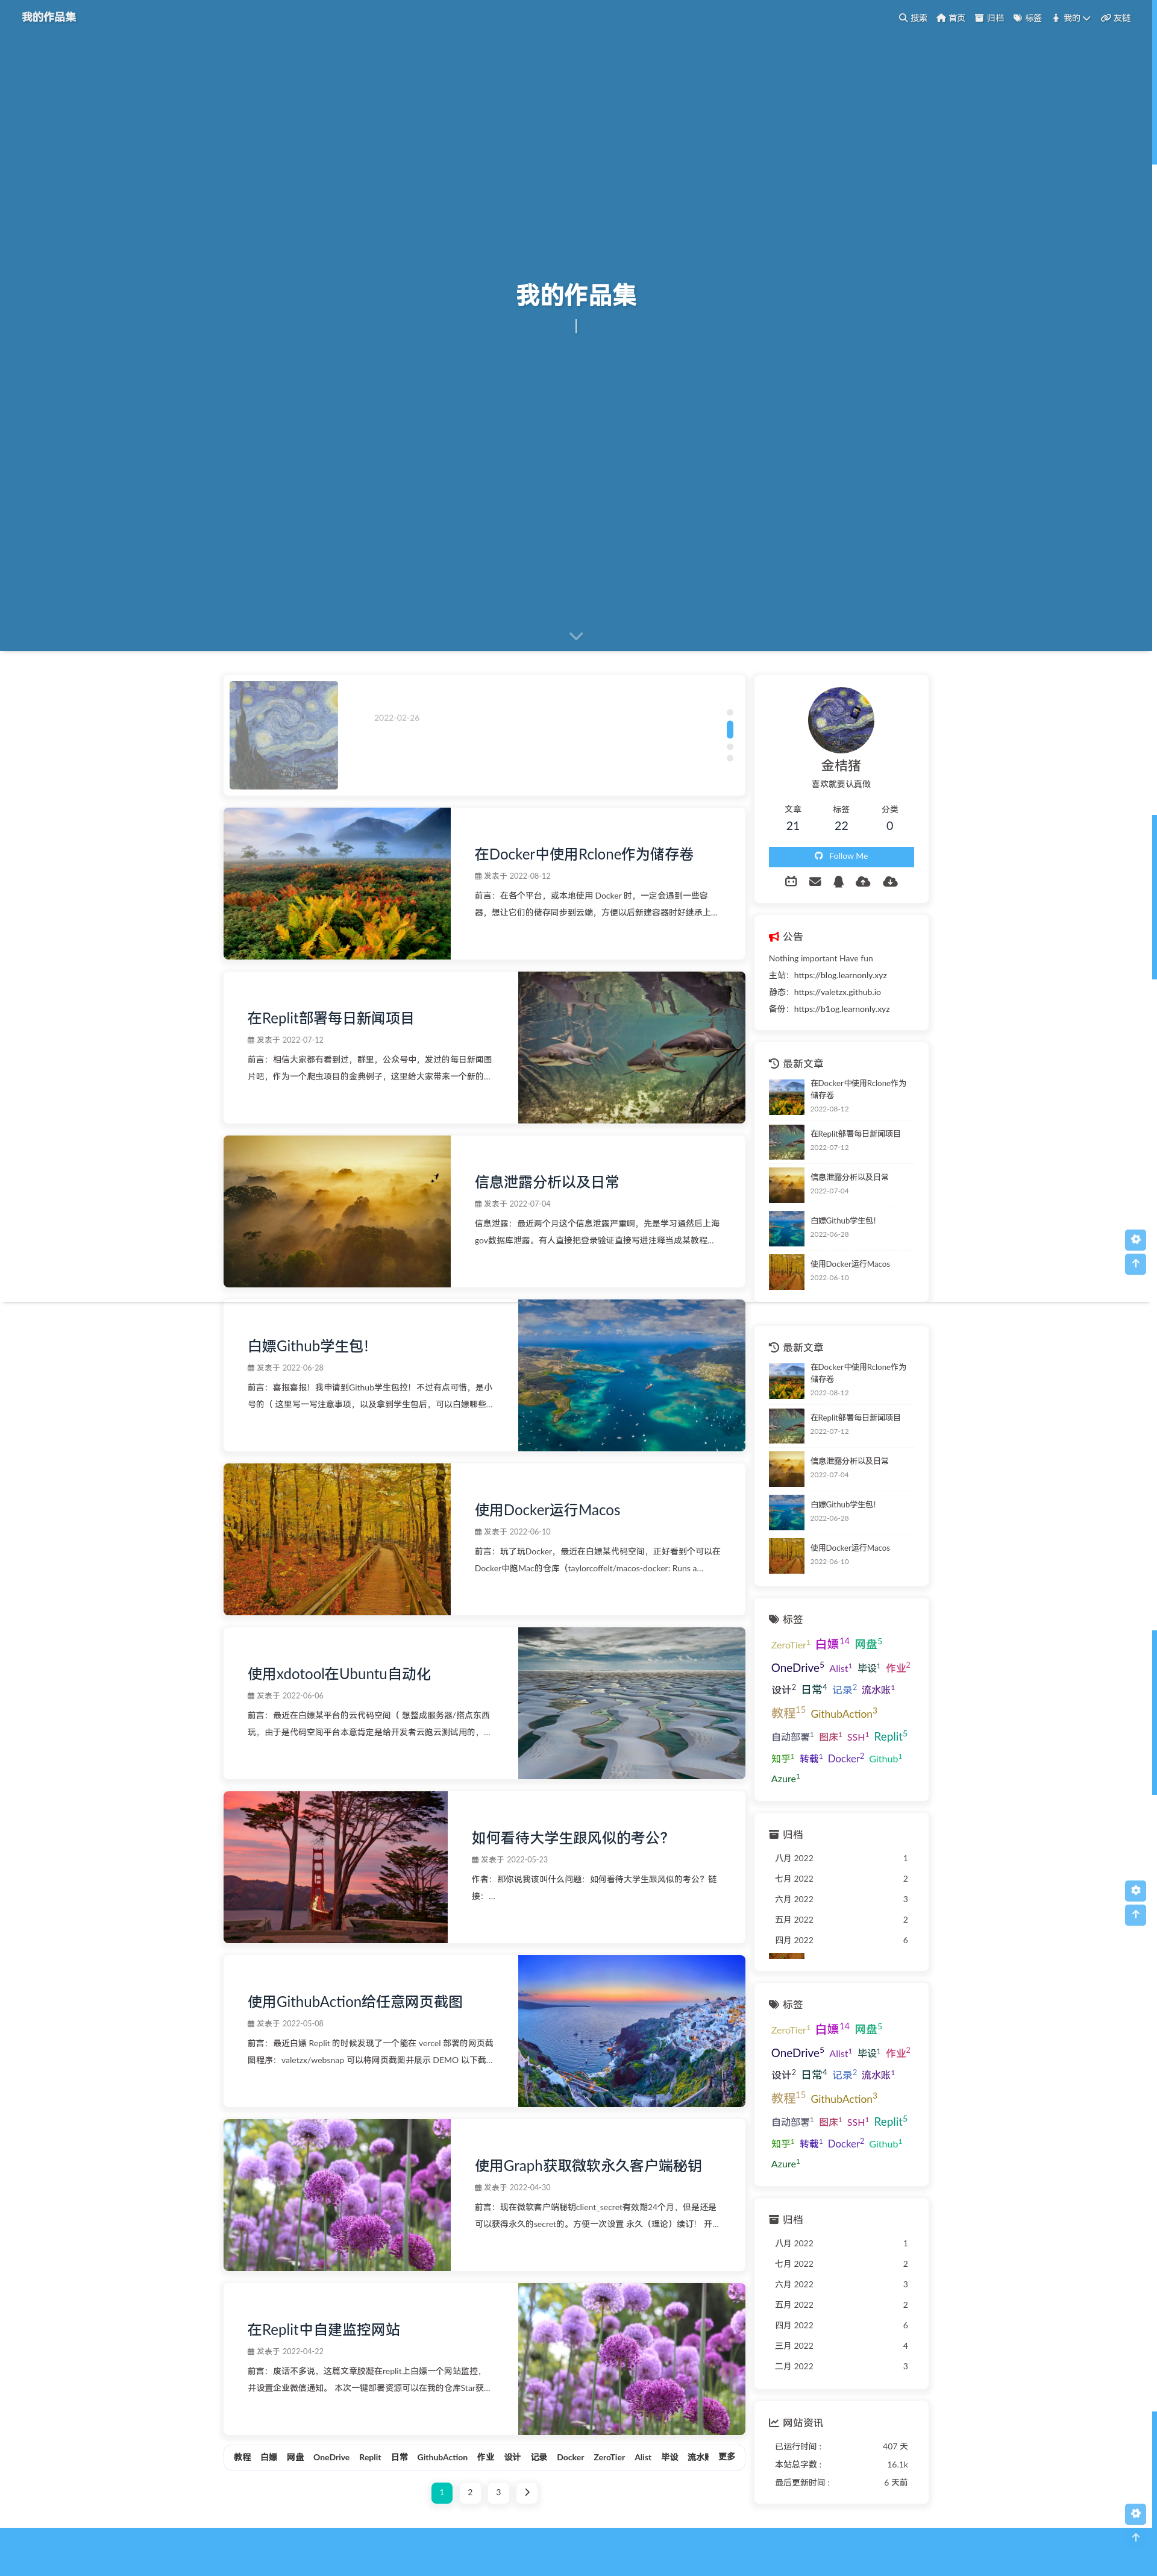 我的作品集
搜索 首页 归档 标签 我的 友链
我的作品集
2022-02-26
在Docker中使用Rclone作为储存卷
发表于 2022-08-12
前言：在各个平台，或本地使用 Docker 时，一定会遇到一些容
器，想让它们的储存同步到云端，方便以后新建容器时好继承上...
在Replit部署每日新闻项目
发表于 2022-07-12
前言：相信大家都有看到过，群里，公众号中，发过的每日新闻图
片吧，作为一个爬虫项目的金典例子，这里给大家带来一个新的...
信息泄露分析以及日常
发表于 2022-07-04
信息泄露：最近两个月这个信息泄露严重啊，先是学习通然后上海
gov数据库泄露。有人直接把登录验证直接写进注释当成某教程...
白嫖Github学生包！
发表于 2022-06-28
前言：喜报喜报！我申请到Github学生包拉！不过有点可惜，是小
号的（ 这里写一写注意事项，以及拿到学生包后，可以白嫖哪些...
使用Docker运行Macos
发表于 2022-06-10
前言：玩了玩Docker，最近在白嫖某代码空间，正好看到个可以在
Docker中跑Mac的仓库（taylorcoffelt/macos-docker: Runs a...
使用xdotool在Ubuntu自动化
发表于 2022-06-06
前言：最近在白嫖某平台的云代码空间（ 想整成服务器/搭点东西
玩，由于是代码空间平台本意肯定是给开发者云跑云测试用的，...
如何看待大学生跟风似的考公？
发表于 2022-05-23
作者：那你说我该叫什么问题：如何看待大学生跟风似的考公？链
接：...
使用GithubAction给任意网页截图
发表于 2022-05-08
前言：最近白嫖 Replit 的时候发现了一个能在 vercel 部署的网页截
图程序：valetzx/websnap 可以将网页截图并展示 DEMO 以下截...
使用Graph获取微软永久客户端秘钥
发表于 2022-04-30
前言：现在微软客户端秘钥client_secret有效期24个月，但是还是
可以获得永久的secret的。方便一次设置 永久（理论）续订！ 开...
在Replit中自建监控网站
发表于 2022-04-22
前言：废话不多说，这篇文章胶凝在replit上白嫖一个网站监控，
并设置企业微信通知。 本次一键部署资源可以在我的仓库Star获...
教程 白嫖 网盘 OneDrive Replit 日常 GithubAction 作业 设计 记录 Docker ZeroTier Alist 毕设 流水 更多
1 2 3
金桔猪
喜欢就要认真做
文章 标签 分类
21 22 0
Follow Me
公告
Nothing important Have fun
主站：https://blog.learnonly.xyz
静态：https://valetzx.github.io
备份：https://b1og.learnonly.xyz
最新文章
在Docker中使用Rclone作为
储存卷
2022-08-12
在Replit部署每日新闻项目
2022-07-12
信息泄露分析以及日常
2022-07-04
白嫖Github学生包！
2022-06-28
使用Docker运行Macos
2022-06-10
最新文章
在Docker中使用Rclone作为
储存卷
2022-08-12
在Replit部署每日新闻项目
2022-07-12
信息泄露分析以及日常
2022-07-04
白嫖Github学生包！
2022-06-28
使用Docker运行Macos
2022-06-10
标签
ZeroTier1 白嫖14 网盘5
OneDrive5 Alist1 毕设1 作业2
设计2 日常4 记录2 流水账1
教程15 GithubAction3
自动部署1 图床1 SSH1 Replit5
知乎1 转载1 Docker2 Github1
Azure1
归档
八月 2022 1
七月 2022 2
六月 2022 3
五月 2022 2
四月 2022 6
标签
ZeroTier1 白嫖14 网盘5
OneDrive5 Alist1 毕设1 作业2
设计2 日常4 记录2 流水账1
教程15 GithubAction3
自动部署1 图床1 SSH1 Replit5
知乎1 转载1 Docker2 Github1
Azure1
归档
八月 2022 1
七月 2022 2
六月 2022 3
五月 2022 2
四月 2022 6
三月 2022 4
二月 2022 3
网站资讯
已运行时间 : 407 天
本站总字数 : 16.1k
最后更新时间 : 6 天前